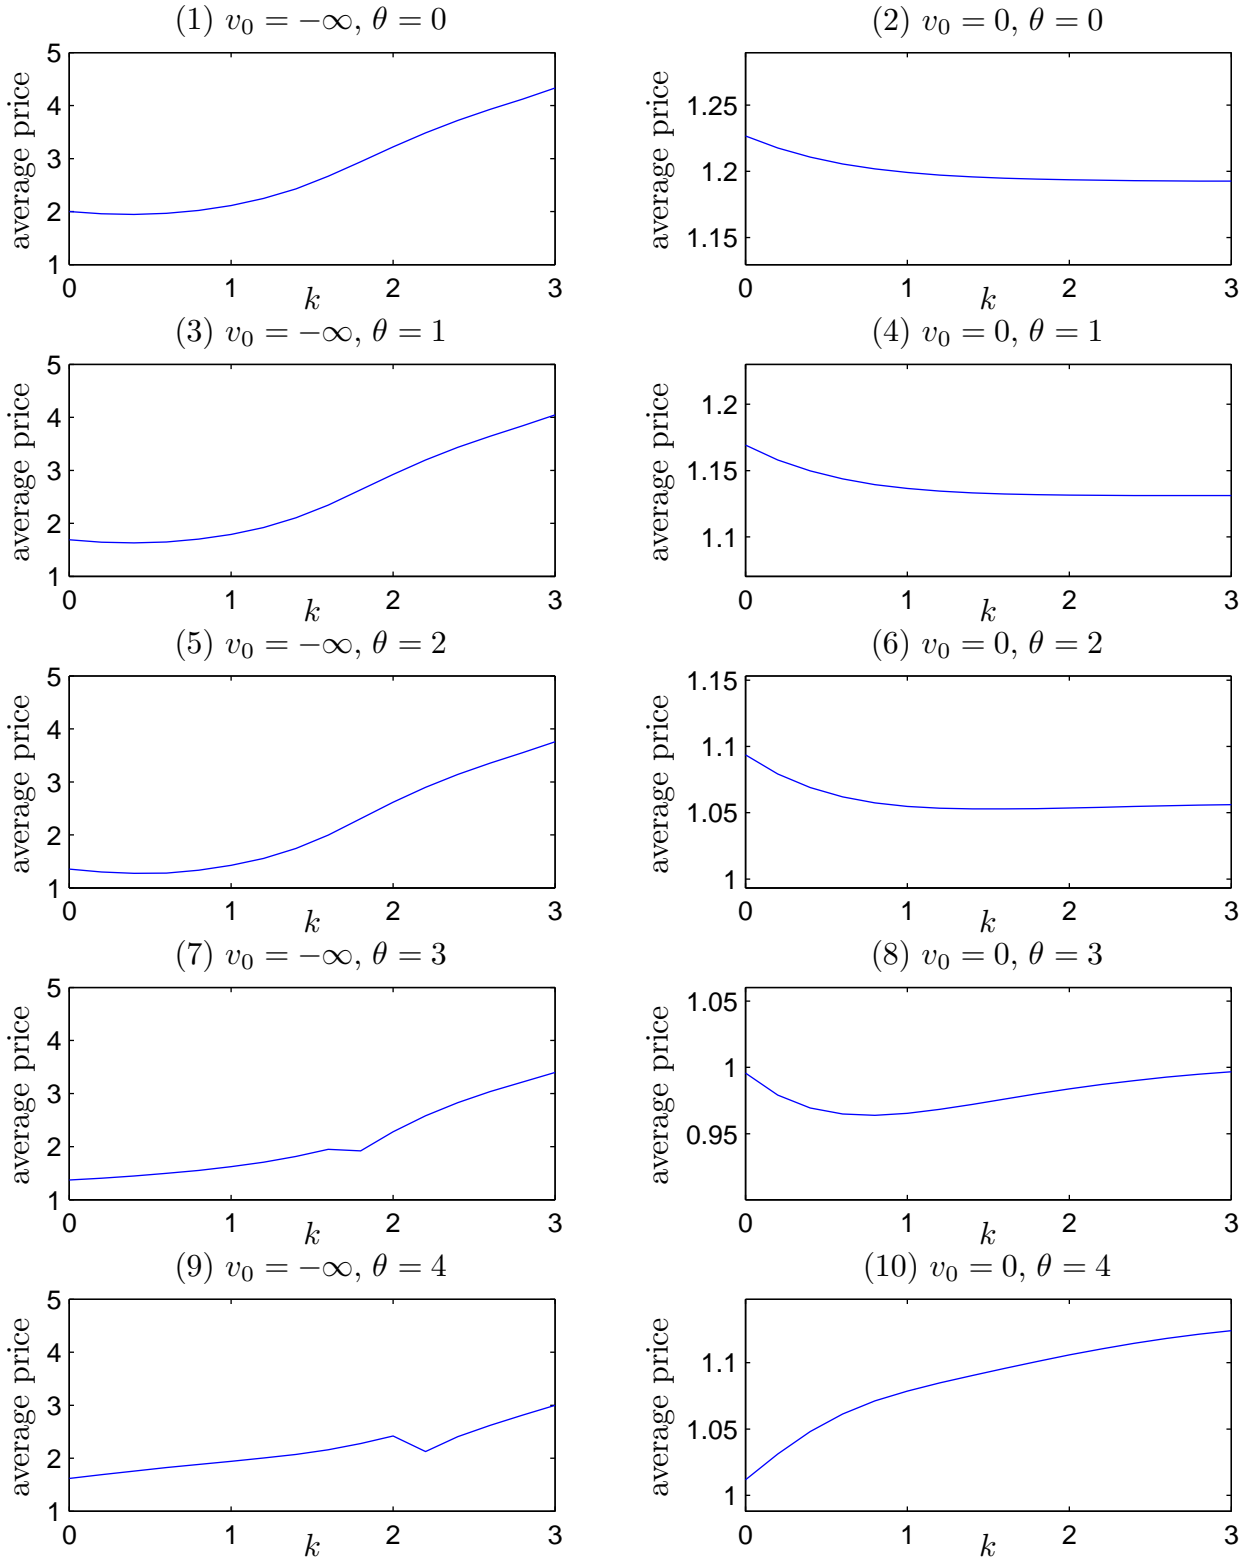 (1) v₀ = −∞, θ = 0
average price
5
4
3
2
1
0 1 2 3
k
(2) v₀ = 0, θ = 0
average price
1.25
1.2
1.15
0 1 2 3
k
(3) v₀ = −∞, θ = 1
average price
5
4
3
2
1
0 1 2 3
k
(4) v₀ = 0, θ = 1
average price
1.2
1.15
1.1
0 1 2 3
k
(5) v₀ = −∞, θ = 2
average price
5
4
3
2
1
0 1 2 3
k
(6) v₀ = 0, θ = 2
average price
1.15
1.1
1.05
1
0 1 2 3
k
(7) v₀ = −∞, θ = 3
average price
5
4
3
2
1
0 1 2 3
k
(8) v₀ = 0, θ = 3
average price
1.05
1
0.95
0 1 2 3
k
(9) v₀ = −∞, θ = 4
average price
5
4
3
2
1
0 1 2 3
k
(10) v₀ = 0, θ = 4
average price
1.1
1.05
1
0 1 2 3
k